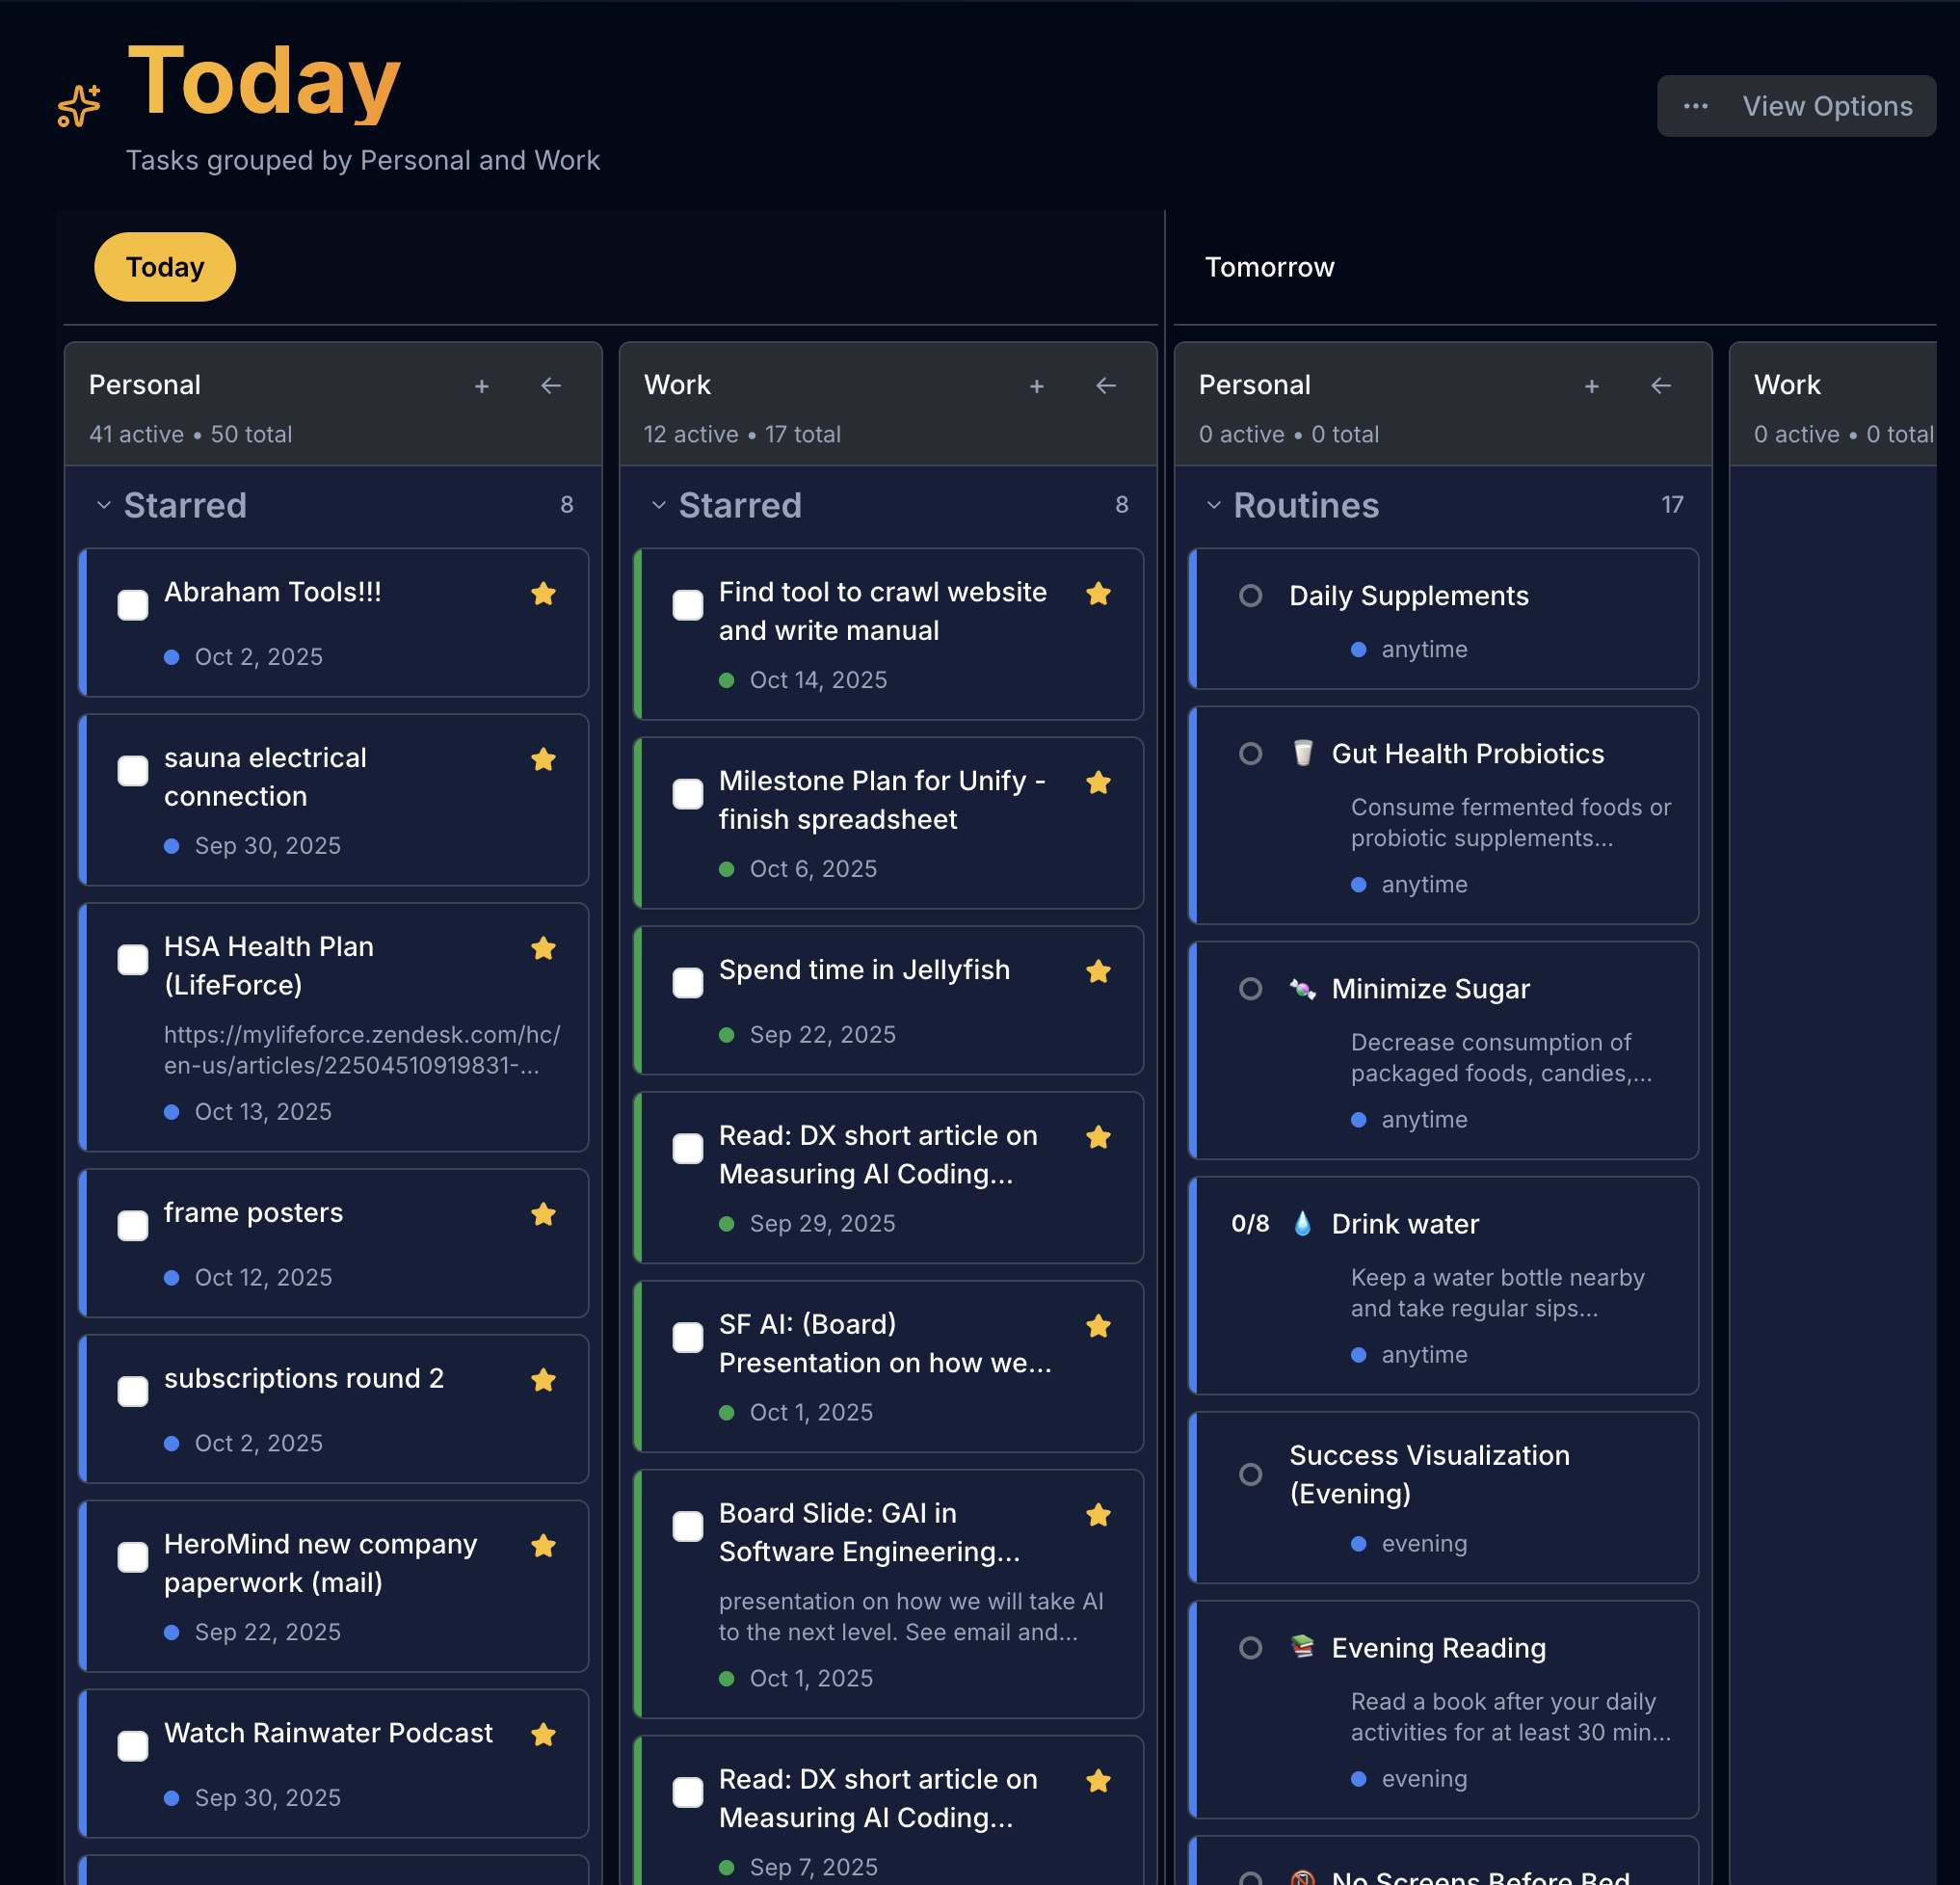 Today
Tasks grouped by Personal and Work
View Options
Today
Personal
41 active • 50 total
Starred
8
Abraham Tools!!!
Oct 2, 2025
sauna electrical
connection
Sep 30, 2025
HSA Health Plan
(LifeForce)
https://mylifeforce.zendesk.com/hc/
en-us/articles/22504510919831-...
Oct 13, 2025
frame posters
Oct 12, 2025
subscriptions round 2
Oct 2, 2025
HeroMind new company
paperwork (mail)
Sep 22, 2025
Watch Rainwater Podcast
Sep 30, 2025
Work
12 active • 17 total
Starred
8
Find tool to crawl website
and write manual
Oct 14, 2025
Milestone Plan for Unify -
finish spreadsheet
Oct 6, 2025
Spend time in Jellyfish
Sep 22, 2025
Read: DX short article on
Measuring AI Coding...
Sep 29, 2025
SF AI: (Board)
Presentation on how we...
Oct 1, 2025
Board Slide: GAI in
Software Engineering...
presentation on how we will take AI
to the next level. See email and...
Oct 1, 2025
Read: DX short article on
Measuring AI Coding...
Sep 7, 2025
Tomorrow
Personal
0 active • 0 total
Routines
17
Daily Supplements
anytime
Gut Health Probiotics
Consume fermented foods or
probiotic supplements...
anytime
Minimize Sugar
Decrease consumption of
packaged foods, candies,...
anytime
0/8 Drink water
Keep a water bottle nearby
and take regular sips...
anytime
Success Visualization
(Evening)
evening
Evening Reading
Read a book after your daily
activities for at least 30 min...
evening
No Screens Before Bed
Work
0 active • 0 total